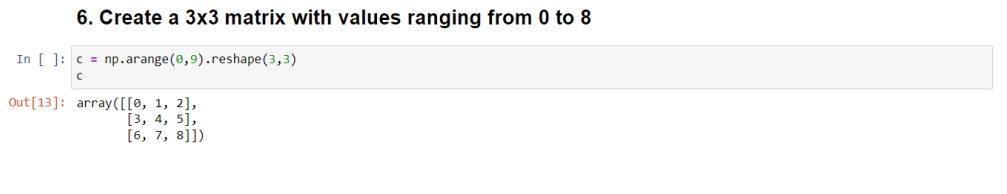 6. Create a 3x3 matrix with values ranging from 0 to 8
In [ ]: c = np.arange(0,9).reshape(3,3)
c
Out[13]: array([[0, 1, 2],
[3, 4, 5],
[6, 7, 8]])